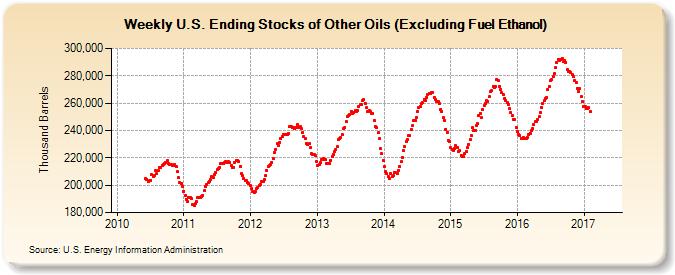 Weekly U.S. Ending Stocks of Other Oils (Excluding Fuel Ethanol)
Thousand Barrels
300,000
280,000
260,000
240,000
220,000
200,000
180,000
2010 2011 2012 2013 2014 2015 2016 2017
Source: U.S. Energy Information Administration